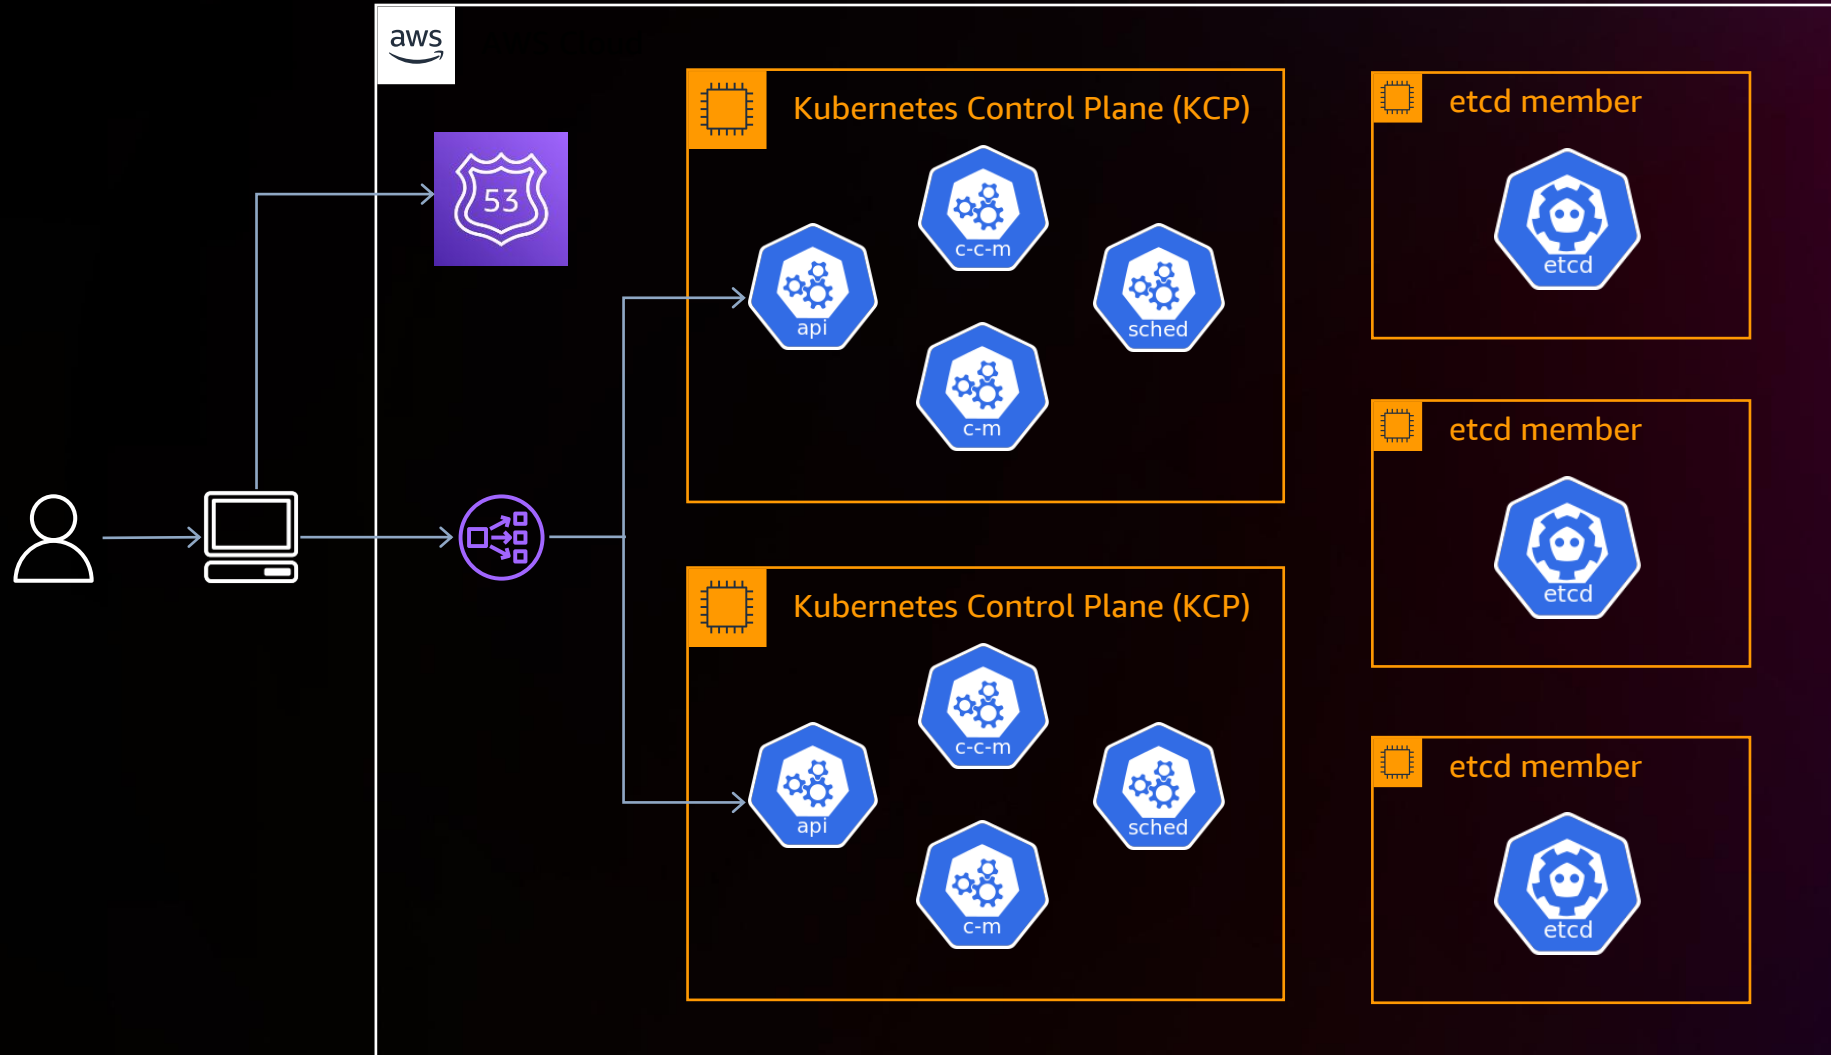 aws
53
Kubernetes Control Plane (KCP)
c-c-m
api
sched
c-m
Kubernetes Control Plane (KCP)
c-c-m
api
sched
c-m
etcd member
etcd
etcd member
etcd
etcd member
etcd